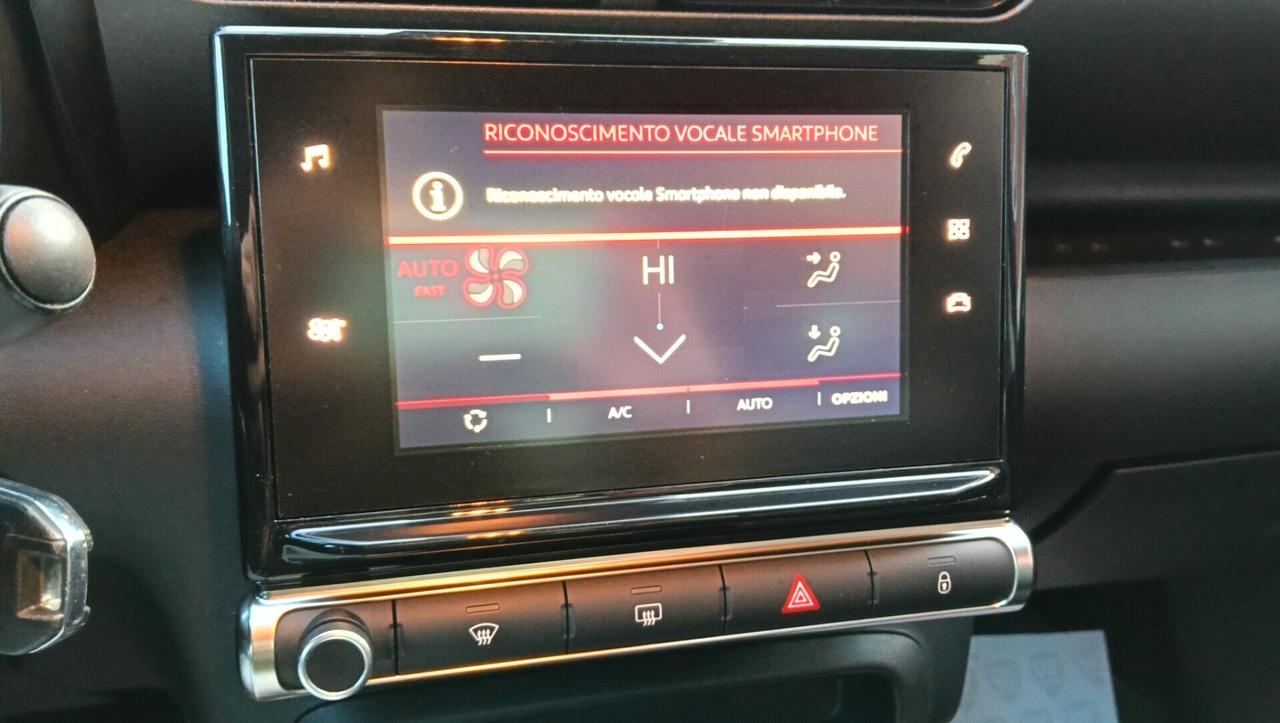 RICONOSCIMENTO VOCALE SMARTPHONE
Riconoscimento vocale Smartphone non disponibile.
AUTO
FAST
HI
A/C
AUTO
OPZIONI